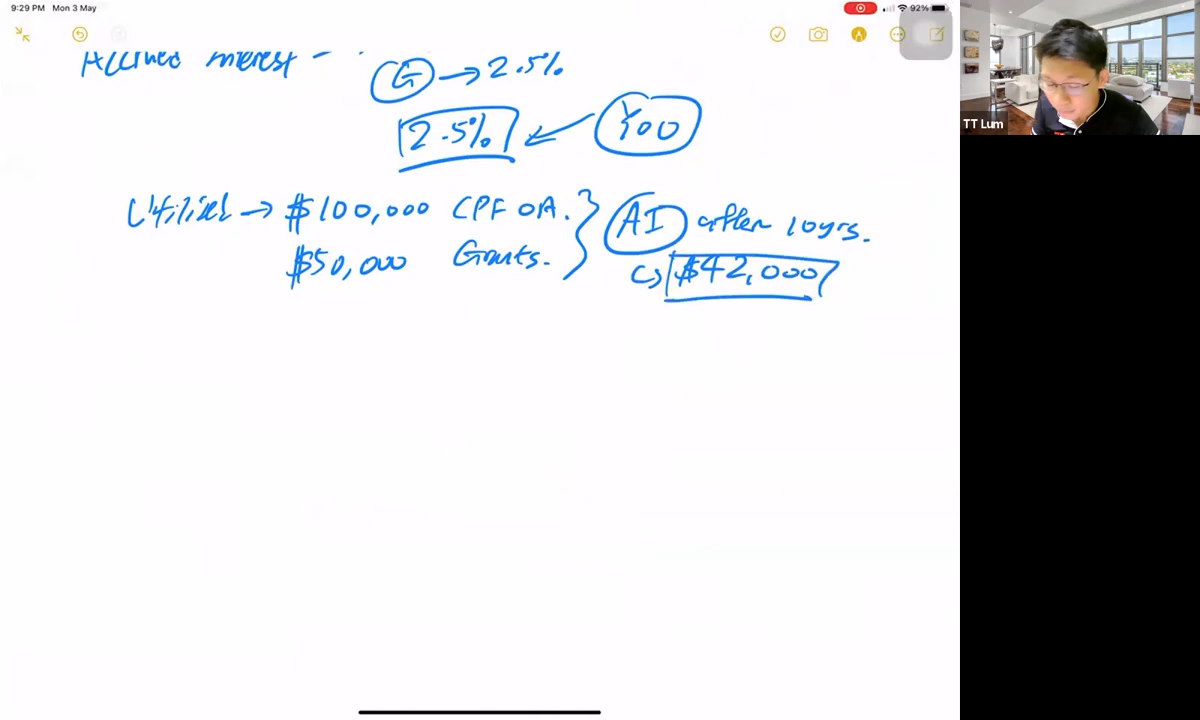 9:29 PM Mon 3 May
92%
Accrued interest -
G → 2.5%
2.5% ← You
TT Lum
Utilized → $100,000 CPF OA. } AI after 10yrs.
$50,000 Grants.
↳ $42,000